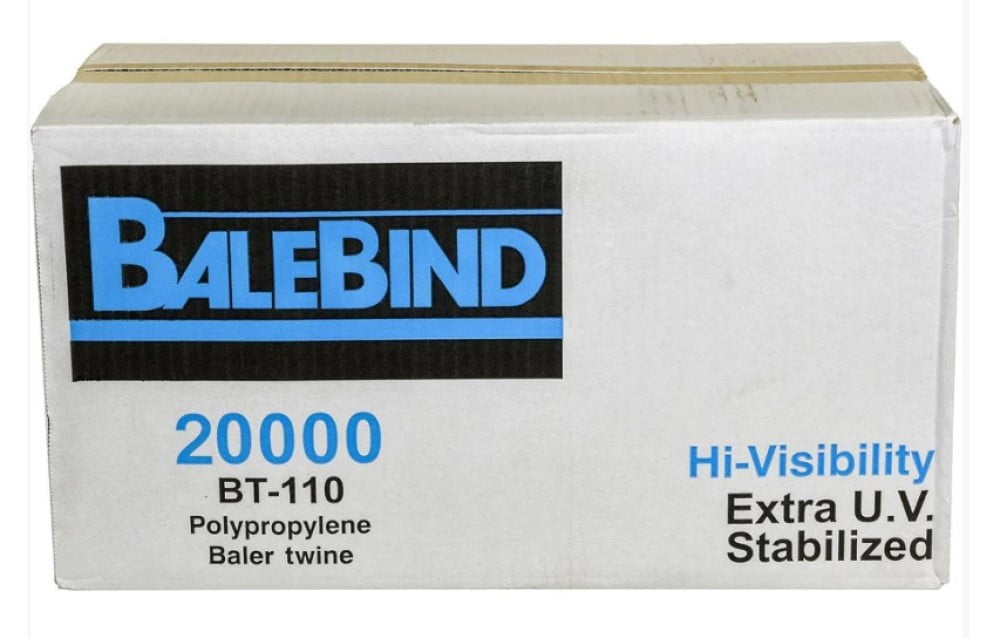 BALEBIND
20000
BT-110
Polypropylene
Baler twine
Hi-Visibility
Extra U.V.
Stabilized